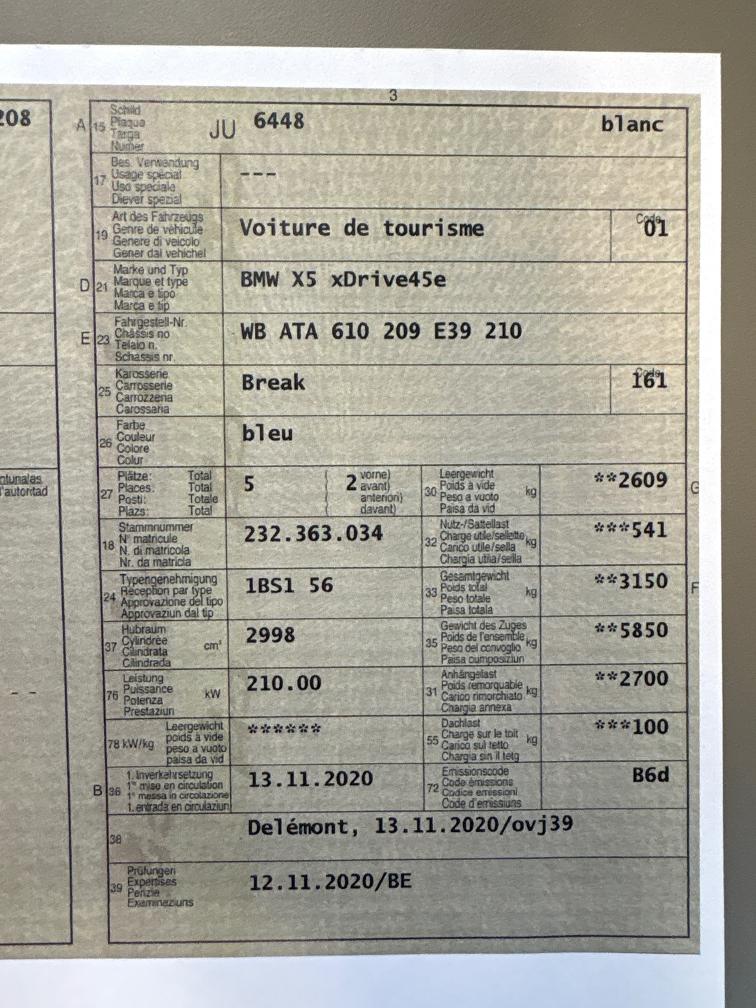 3
208
A 15 Schild
Plaque
Targa
Numer
JU 6448 blanc
17 Bes. Verwendung
Usage spécial
Uso speciale
Diever spezial
---
19 Art des Fahrzeugs
Genre de véhicule
Genere di veicolo
Gener dal vehichel
Voiture de tourisme
Code
01
D 21 Marke und Typ
Marque et type
Marca e tipo
Marca e tip
BMW X5 xDrive45e
E 23 Fahrgestell-Nr.
Châssis no
Telaio n.
Schassis nr.
WB ATA 610 209 E39 210
25 Karosserie
Carrosserie
Carrozzeria
Carossaria
Break
Code
161
26 Farbe
Couleur
Colore
Colur
bleu
27 Plätze: Total
Places: Total
Posti: Totale
Plazs: Total
5 ( 2 vorne)
avant)
anteriori)
davant)
30 Leergewicht
Poids à vide
Peso a vuoto
Paisa da vid
kg
**2609
G
18 Stammnummer
N° matricule
N. di matricola
Nr. da matricla
232.363.034
32 Nutz-/Sattellast
Charge utile/sellette
Carico utile/sella
Chargia utila/sella
kg
***541
24 Typengenehmigung
Réception par type
Approvazione del tipo
Approvaziun dal tip
1BS1 56
33 Gesamtgewicht
Poids total
Peso totale
Paisa totala
kg
**3150
F
37 Hubraum
Cylindrée
Cilindrata
Cilindrada
cm³
2998
35 Gewicht des Zuges
Poids de l'ensemble
Peso del convoglio
Paisa cumposiziun
kg
**5850
76 Leistung
Puissance
Potenza
Prestaziun
kW
210.00
31 Anhängelast
Poids remorquable
Carico rimorchiato
Chargia annexa
kg
**2700
78 kW/kg Leergewicht
poids à vide
peso a vuoto
paisa da vid
******
55 Dachlast
Charge sur le toit
Carico sul tetto
Chargia sin il tetg
kg
***100
B 36 1. Inverkehrsetzung
1re mise en circulation
1a messa in circolazione
1. entrada en circulaziun
13.11.2020
72 Emissionscode
Code émissions
Codice emissioni
Code d'emissiuns
B6d
38
Delémont, 13.11.2020/ovj39
39 Prüfungen
Expertises
Perizie
Examinaziuns
12.11.2020/BE
l'autoritad
- -